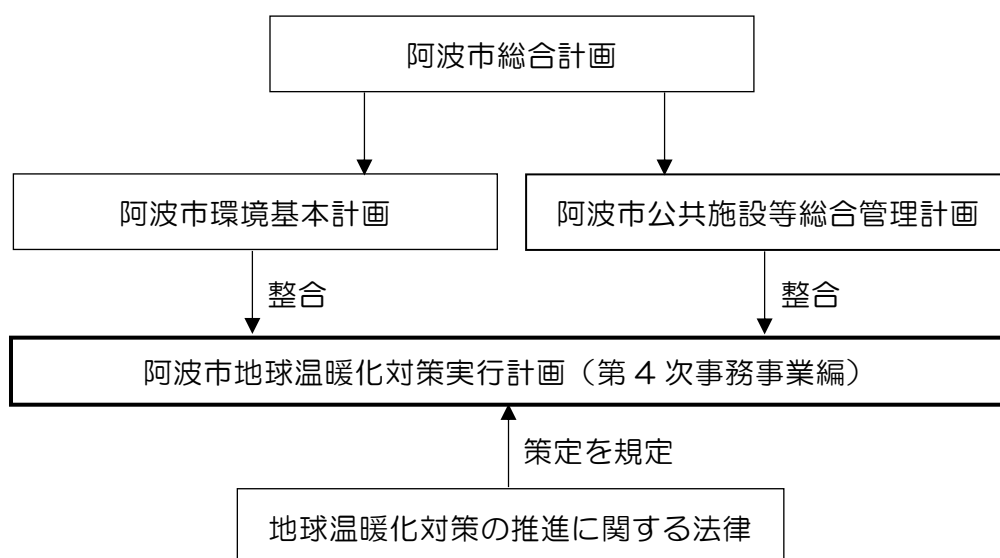 阿波市総合計画
阿波市環境基本計画
阿波市公共施設等総合管理計画
整合
整合
阿波市地球温暖化対策実行計画（第4次事務事業編）
策定を規定
地球温暖化対策の推進に関する法律